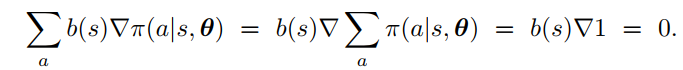 ∑_a b(s)∇π(a|s, θ) = b(s)∇ ∑_a π(a|s, θ) = b(s)∇1 = 0.